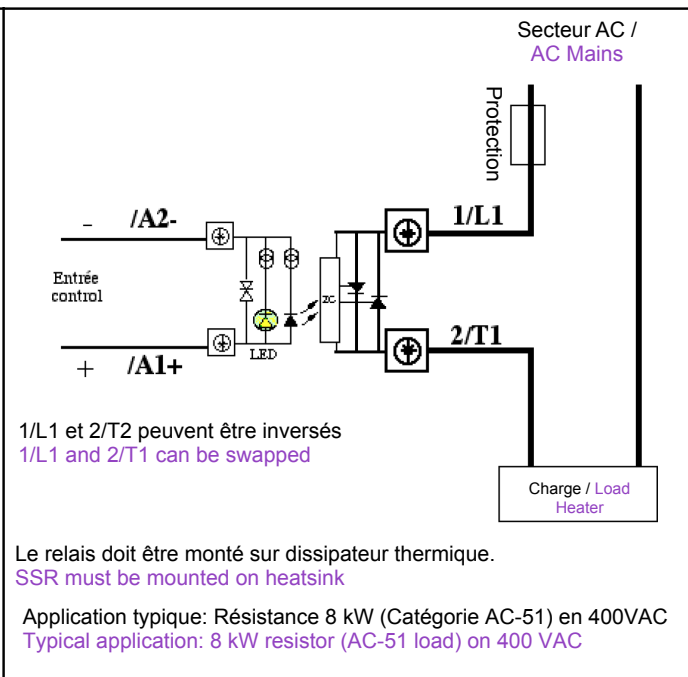 Secteur AC /
AC Mains
Protection
- /A2-
1/L1
Entrée
control
ZC
LED
+ /A1+
2/T1
1/L1 et 2/T2 peuvent être inversés
1/L1 and 2/T1 can be swapped
Charge / Load
Heater
Le relais doit être monté sur dissipateur thermique.
SSR must be mounted on heatsink
Application typique: Résistance 8 kW (Catégorie AC-51) en 400VAC
Typical application: 8 kW resistor (AC-51 load) on 400 VAC